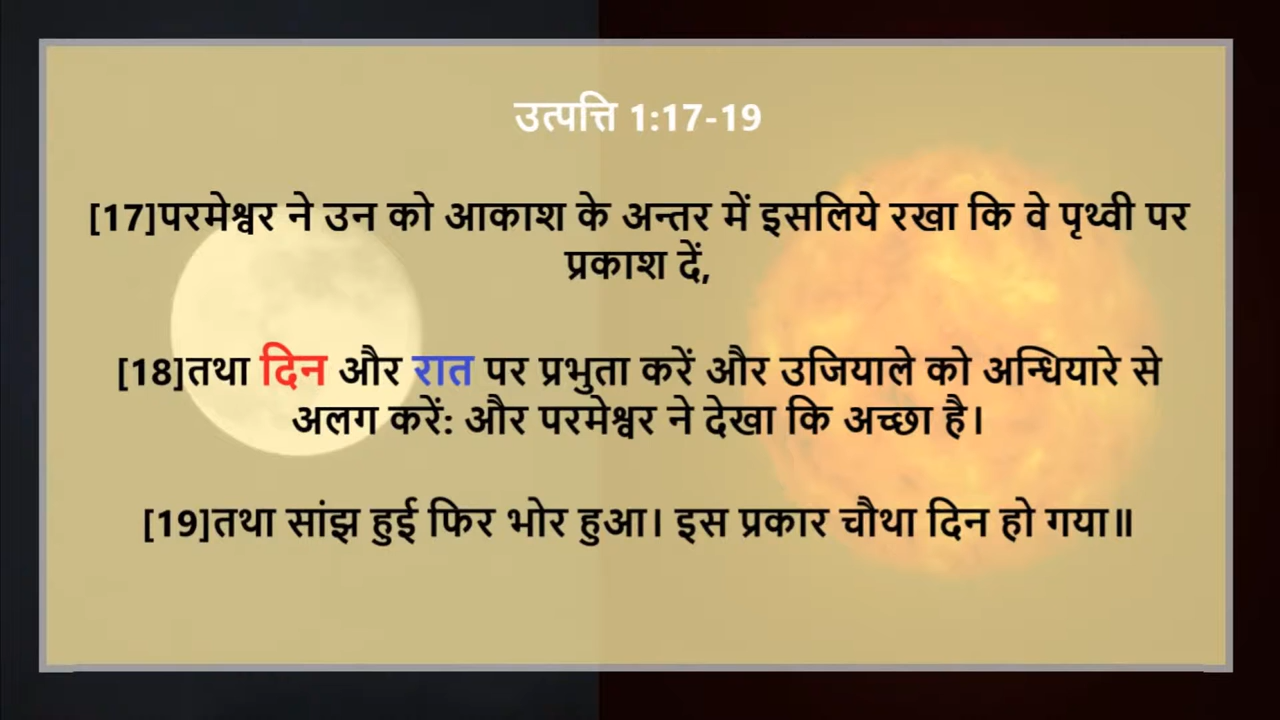 उत्पत्ति 1:17-19
[17]परमेश्वर ने उन को आकाश के अन्तर में इसलिये रखा कि वे पृथ्वी पर
प्रकाश दें,
[18]तथा दिन और रात पर प्रभुता करें और उजियाले को अन्धियारे से
अलग करें: और परमेश्वर ने देखा कि अच्छा है।
[19]तथा सांझ हुई फिर भोर हुआ। इस प्रकार चौथा दिन हो गया॥